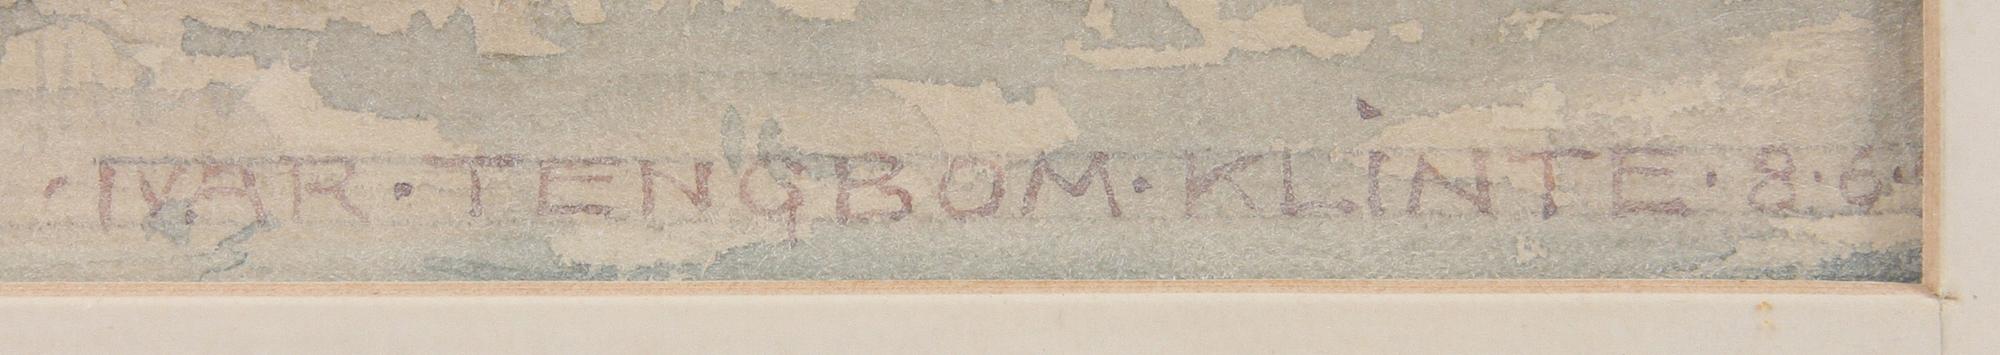 · IVAR · TENGBOM · KLINTE · 8 · 6 ·